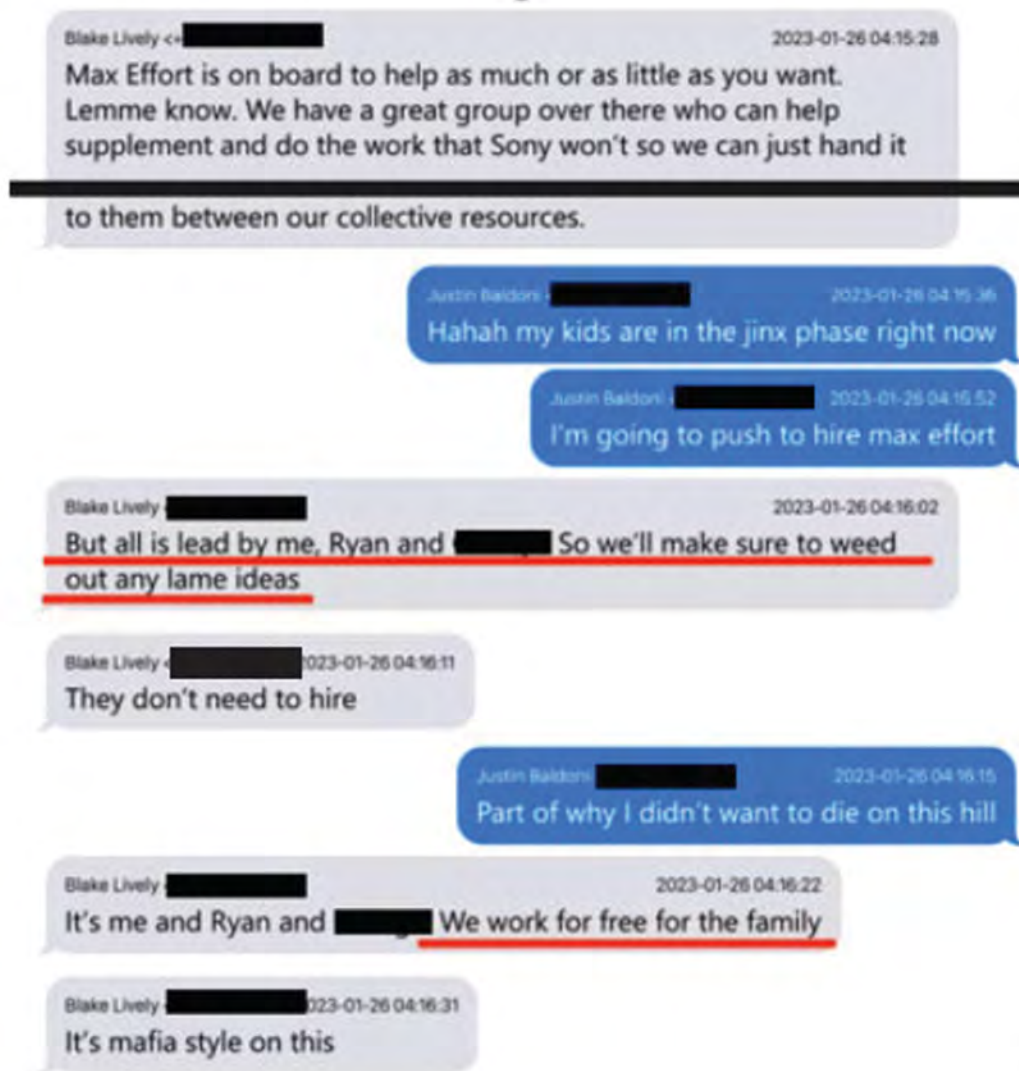 Blake Lively <+ 2023-01-26 04:15:28
Max Effort is on board to help as much or as little as you want.
Lemme know. We have a great group over there who can help
supplement and do the work that Sony won't so we can just hand it
to them between our collective resources.
Justin Baldoni 2023-01-26 04:15:36
Hahah my kids are in the jinx phase right now
Justin Baldoni 2023-01-26 04:15:52
I'm going to push to hire max effort
Blake Lively 2023-01-26 04:16:02
But all is lead by me, Ryan and So we'll make sure to weed
out any lame ideas
Blake Lively < 023-01-26 04:16:11
They don't need to hire
Justin Baldoni 2023-01-26 04:16:15
Part of why I didn't want to die on this hill
Blake Lively 2023-01-26 04:16:22
It's me and Ryan and We work for free for the family
Blake Lively 023-01-26 04:16:31
It's mafia style on this